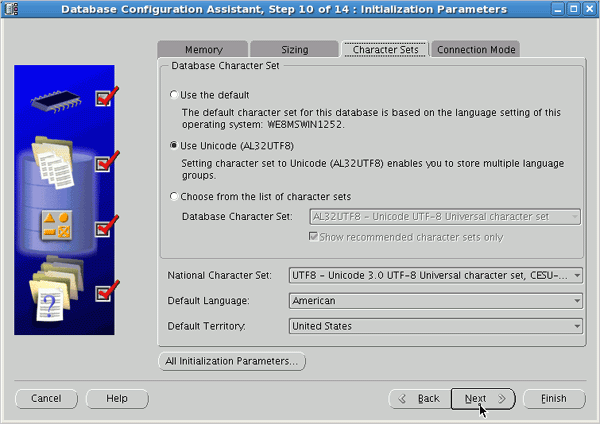 Database Configuration Assistant, Step 10 of 14 : Initialization Parameters
Memory
Sizing
Character Sets
Connection Mode
Database Character Set
Use the default
The default character set for this database is based on the language setting of this
operating system: WE8MSWIN1252.
Use Unicode (AL32UTF8)
Setting character set to Unicode (AL32UTF8) enables you to store multiple language
groups.
Choose from the list of character sets
Database Character Set: AL32UTF8 - Unicode UTF-8 Universal character set
Show recommended character sets only
National Character Set: UTF8 - Unicode 3.0 UTF-8 Universal character set, CESU-...
Default Language: American
Default Territory: United States
All Initialization Parameters...
Cancel
Help
Back
Next
Finish